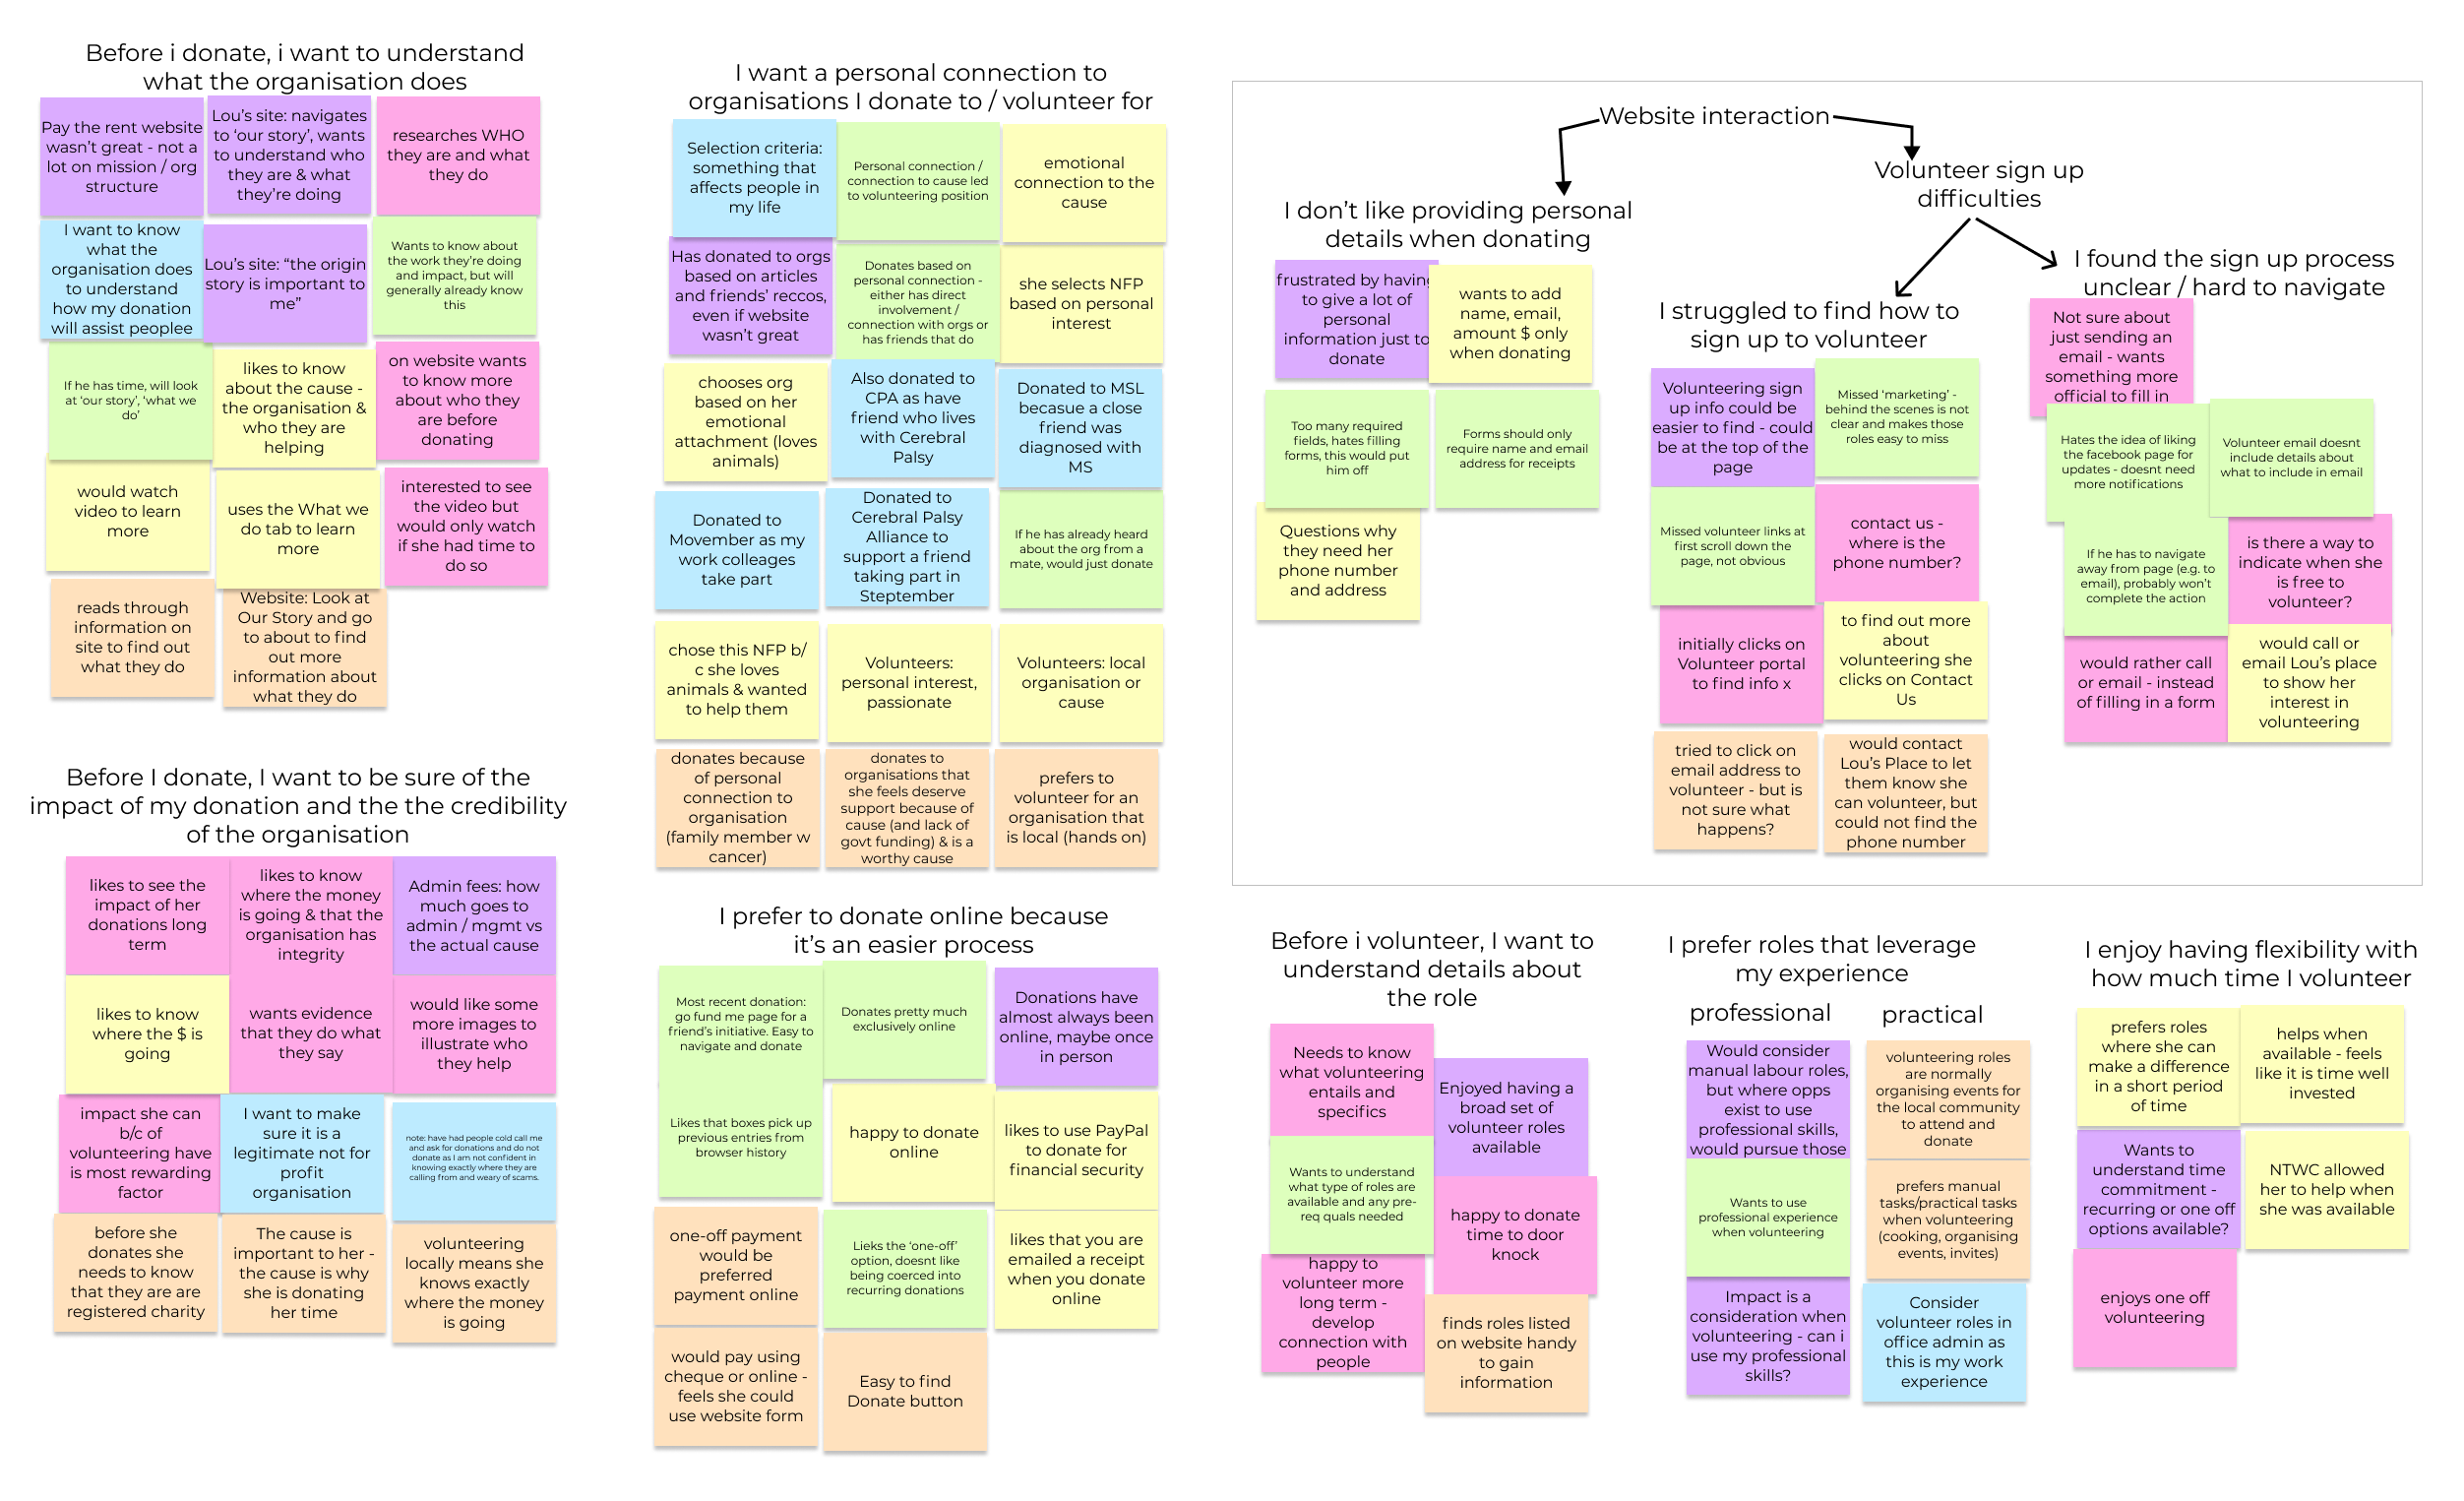 Before i donate, i want to understand
what the organisation does
Pay the rent website
wasn't great - not a
lot on mission / org
structure
Lou's site: navigates
to 'our story', wants
to understand who
they are & what
they're doing
researches WHO
they are and what
they do
I want to know
what the
organisation does
to understand
how my donation
will assist peoplee
Lou's site: "the origin
story is important to
me"
Wants to know about
the work they're doing
and impact, but will
generally already know
this
If he has time, will look
at 'our story', 'what we
do'
likes to know
about the cause -
the organisation &
who they are
helping
on website wants
to know more
about who they
are before
donating
would watch
video to learn
more
uses the What we
do tab to learn
more
interested to see
the video but
would only watch
if she had time to
do so
reads through
information on
site to find out
what they do
Website: Look at
Our Story and go
to about to find
out more
information about
what they do
Before I donate, I want to be sure of the
impact of my donation and the the credibility
of the organisation
likes to see the
impact of her
donations long
term
likes to know
where the money
is going & that the
organisation has
integrity
Admin fees: how
much goes to
admin / mgmt vs
the actual cause
likes to know
where the $ is
going
wants evidence
that they do what
they say
would like some
more images to
illustrate who
they help
impact she can
b/c of
volunteering have
is most rewarding
factor
I want to make
sure it is a
legitimate not for
profit
organisation
note: have had people cold call me
and ask for donations and do not
donate as I am not confident in
knowing exactly where they are
calling from and weary of scams.
before she
donates she
needs to know
that they are are
registered charity
The cause is
important to her -
the cause is why
she is donating
her time
volunteering
locally means she
knows exactly
where the money
is going
I want a personal connection to
organisations I donate to / volunteer for
Selection criteria:
something that
affects people in
my life
Personal connection /
connection to cause led
to volunteering position
emotional
connection to the
cause
Has donated to orgs
based on articles
and friends' reccos,
even if website
wasn't great
Donates based on
personal connection -
either has direct
involvement /
connection with orgs or
has friends that do
she selects NFP
based on personal
interest
chooses org
based on her
emotional
attachment (loves
animals)
Also donated to
CPA as have
friend who lives
with Cerebral
Palsy
Donated to MSL
becasue a close
friend was
diagnosed with
MS
Donated to
Movember as my
work colleages
take part
Donated to
Cerebral Palsy
Alliance to
support a friend
taking part in
Steptember
If he has already heard
about the org from a
mate, would just donate
chose this NFP b/
c she loves
animals & wanted
to help them
Volunteers:
personal interest,
passionate
Volunteers: local
organisation or
cause
donates because
of personal
connection to
organisation
(family member w
cancer)
donates to
organisations that
she feels deserve
support because of
cause (and lack of
govt funding) & is a
worthy cause
prefers to
volunteer for an
organisation that
is local (hands on)
I prefer to donate online because
it's an easier process
Most recent donation:
go fund me page for a
friend's initiative. Easy to
navigate and donate
Donates pretty much
exclusively online
Donations have
almost always been
online, maybe once
in person
Likes that boxes pick up
previous entries from
browser history
happy to donate
online
likes to use PayPal
to donate for
financial security
one-off payment
would be
preferred
payment online
Lieks the 'one-off'
option, doesnt like
being coerced into
recurring donations
likes that you are
emailed a receipt
when you donate
online
would pay using
cheque or online -
feels she could
use website form
Easy to find
Donate button
Website interaction
I don't like providing personal
details when donating
frustrated by having
to give a lot of
personal
information just to
donate
wants to add
name, email,
amount $ only
when donating
Too many required
fields, hates filling
forms, this would put
him off
Forms should only
require name and email
address for receipts
Questions why
they need her
phone number
and address
Volunteer sign up
difficulties
I struggled to find how to
sign up to volunteer
Volunteering sign
up info could be
easier to find - could
be at the top of the
page
Missed 'marketing' -
behind the scenes is not
clear and makes those
roles easy to miss
Missed volunteer links at
first scroll down the
page, not obvious
contact us -
where is the
phone number?
initially clicks on
Volunteer portal
to find info x
to find out more
about
volunteering she
clicks on Contact
Us
tried to click on
email address to
volunteer - but is
not sure what
happens?
would contact
Lou's Place to let
them know she
can volunteer, but
could not find the
phone number
I found the sign up process
unclear / hard to navigate
Not sure about
just sending an
email - wants
something more
official to fill in
Hates the idea of liking
the facebook page for
updates - doesnt need
more notifications
Volunteer email doesnt
include details about
what to include in email
If he has to navigate
away from page (e.g. to
email), probably won't
complete the action
is there a way to
indicate when she
is free to
volunteer?
would rather call
or email - instead
of filling in a form
would call or
email Lou's place
to show her
interest in
volunteering
Before i volunteer, I want to
understand details about
the role
Needs to know
what volunteering
entails and
specifics
Enjoyed having a
broad set of
volunteer roles
available
Wants to understand
what type of roles are
available and any pre-
req quals needed
happy to donate
time to door
knock
happy to
volunteer more
long term -
develop
connection with
people
finds roles listed
on website handy
to gain
information
I prefer roles that leverage
my experience
professional
practical
Would consider
manual labour roles,
but where opps
exist to use
professional skills,
would pursue those
volunteering roles
are normally
organising events for
the local community
to attend and
donate
Wants to use
professional experience
when volunteering
prefers manual
tasks/practical tasks
when volunteering
(cooking, organising
events, invites)
Impact is a
consideration when
volunteering - can i
use my professional
skills?
Consider
volunteer roles in
office admin as
this is my work
experience
I enjoy having flexibility with
how much time I volunteer
prefers roles
where she can
make a difference
in a short period
of time
helps when
available - feels
like it is time well
invested
Wants to
understand time
commitment -
recurring or one off
options available?
NTWC allowed
her to help when
she was available
enjoys one off
volunteering